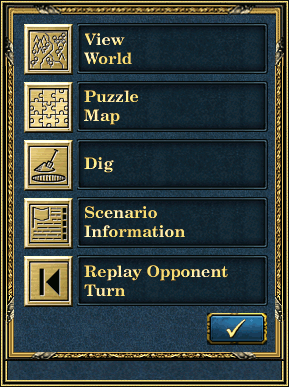 View
World
Puzzle
Map
Dig
Scenario
Information
Replay Opponent
Turn